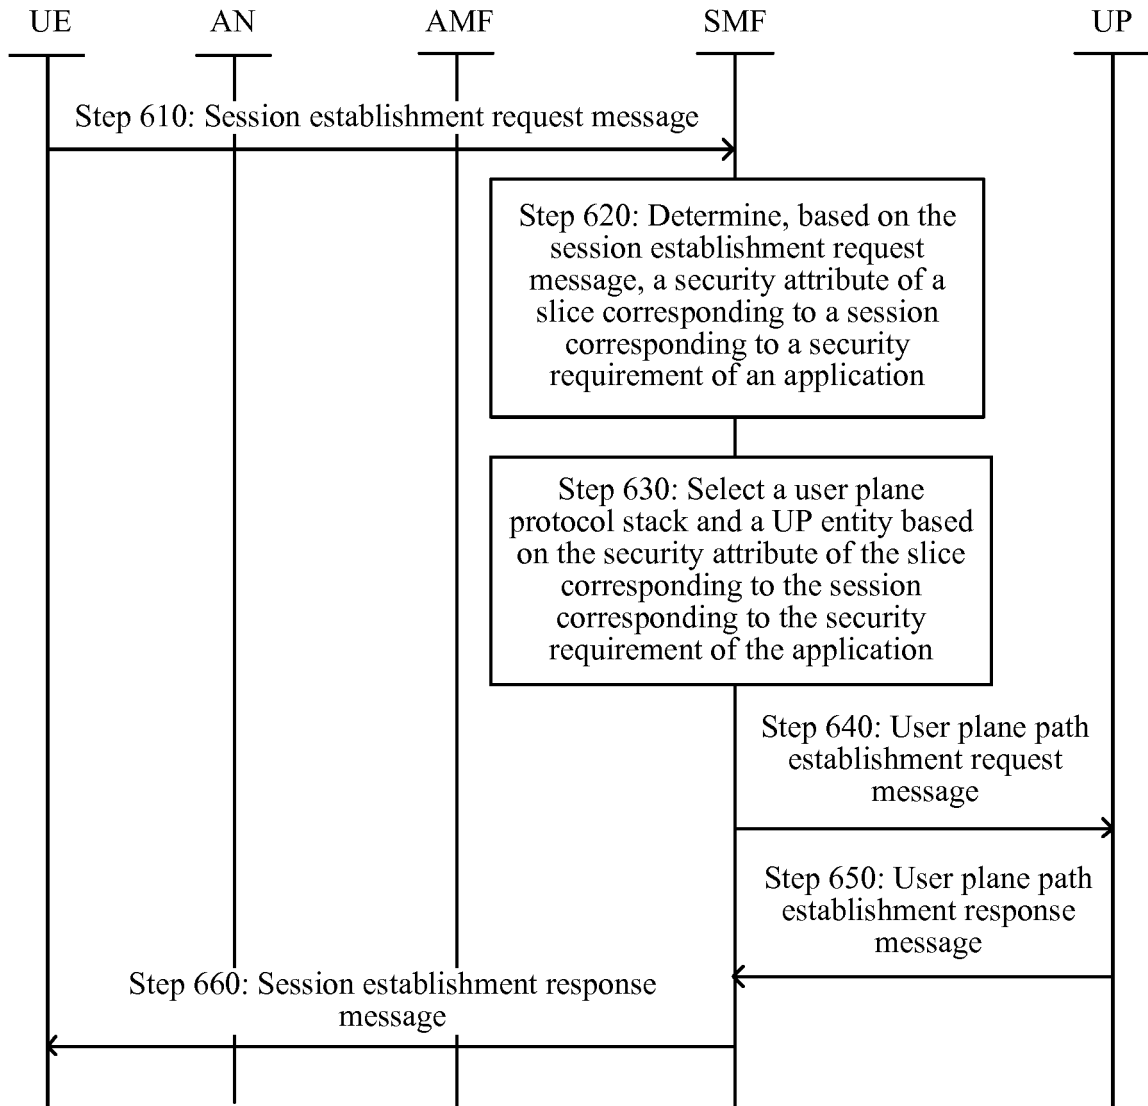 UE AN AMF SMF UP
Step 610: Session establishment request message
Step 620: Determine, based on the
session establishment request
message, a security attribute of a
slice corresponding to a session
corresponding to a security
requirement of an application
Step 630: Select a user plane
protocol stack and a UP entity based
on the security attribute of the slice
corresponding to the session
corresponding to the security
requirement of the application
Step 640: User plane path
establishment request
message
Step 650: User plane path
establishment response
message
Step 660: Session establishment response
message